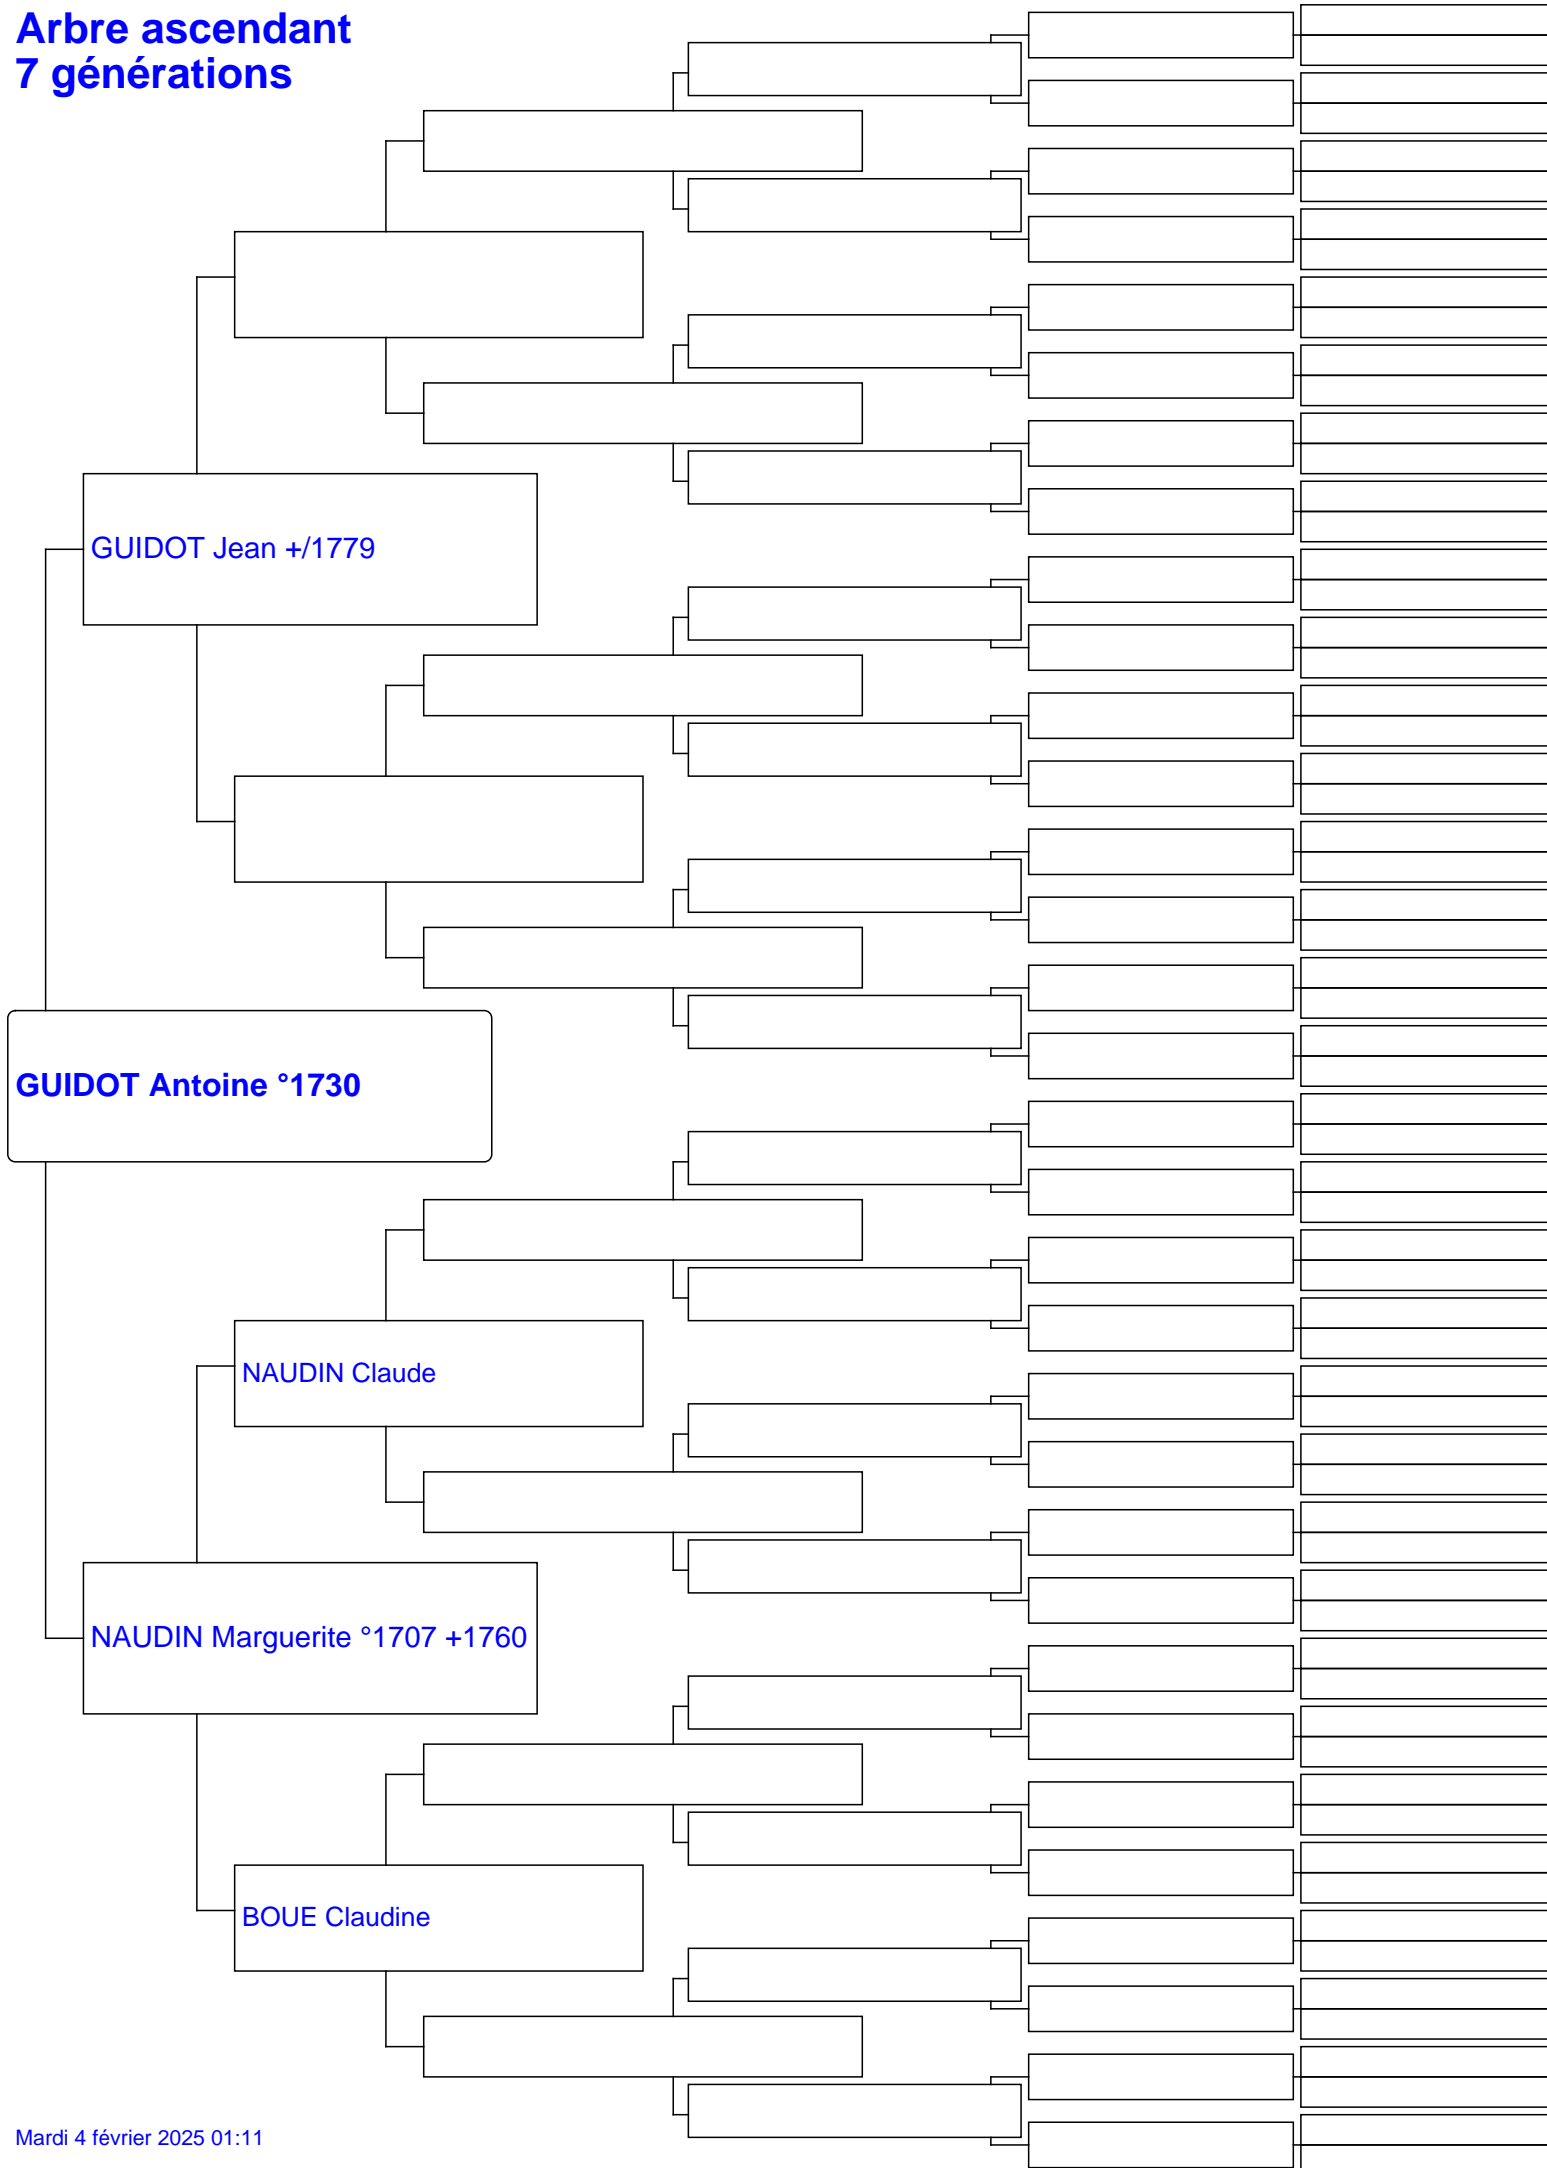 Arbre ascendant
7 générations
GUIDOT Jean +/1779
GUIDOT Antoine °1730
NAUDIN Claude
NAUDIN Marguerite °1707 +1760
BOUE Claudine
Mardi 4 février 2025 01:11